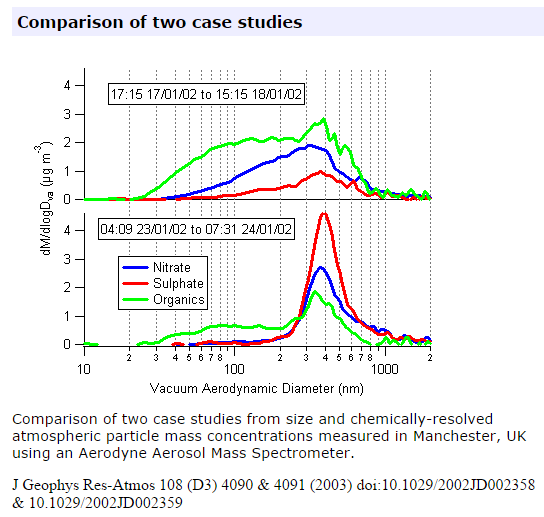 Comparison of two case studies
4
3
2
1
0
17:15 17/01/02 to 15:15 18/01/02
dM/dlogDva (µg m-3)
4
3
2
1
0
04:09 23/01/02 to 07:31 24/01/02
Nitrate
Sulphate
Organics
10 2 3 4 5 6 7 8 100 2 3 4 5 6 7 8 1000 2
Vacuum Aerodynamic Diameter (nm)
Comparison of two case studies from size and chemically-resolved
atmospheric particle mass concentrations measured in Manchester, UK
using an Aerodyne Aerosol Mass Spectrometer.
J Geophys Res-Atmos 108 (D3) 4090 & 4091 (2003) doi:10.1029/2002JD002358
& 10.1029/2002JD002359